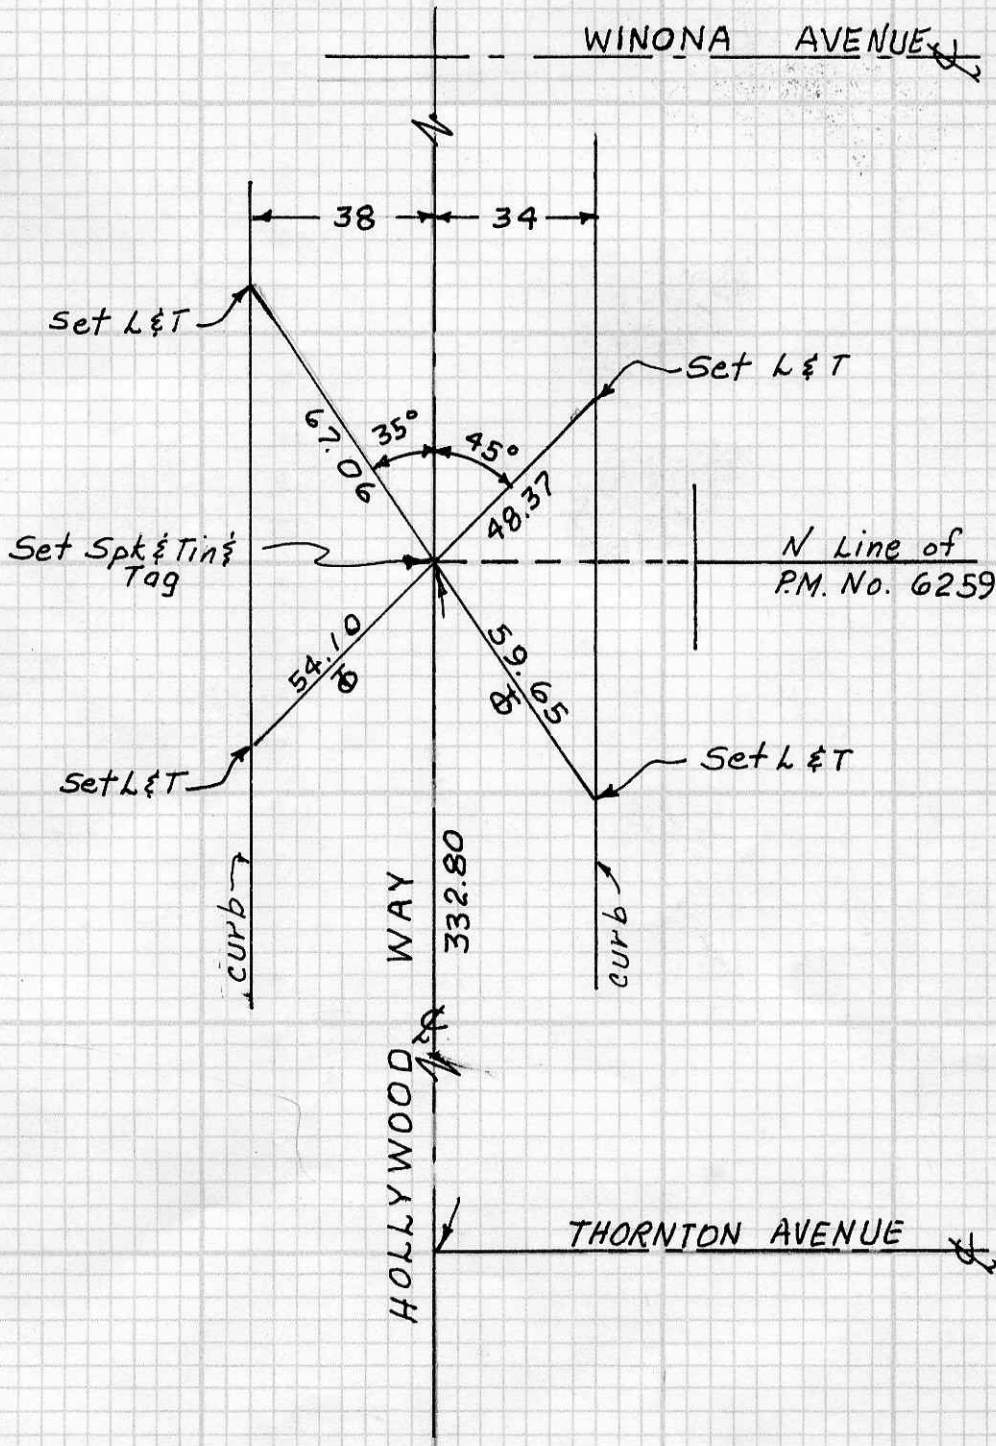 WINONA AVENUE ℄
38
34
Set L&T
Set L & T
67.06
35°
45°
48.37
Set Spk & Tin &
Tag
N Line of
P.M. No. 6259
54.10
59.65
Set L&T
Set L & T
curb
curb
HOLLYWOOD WAY
℄
332.80
THORNTON AVENUE ℄